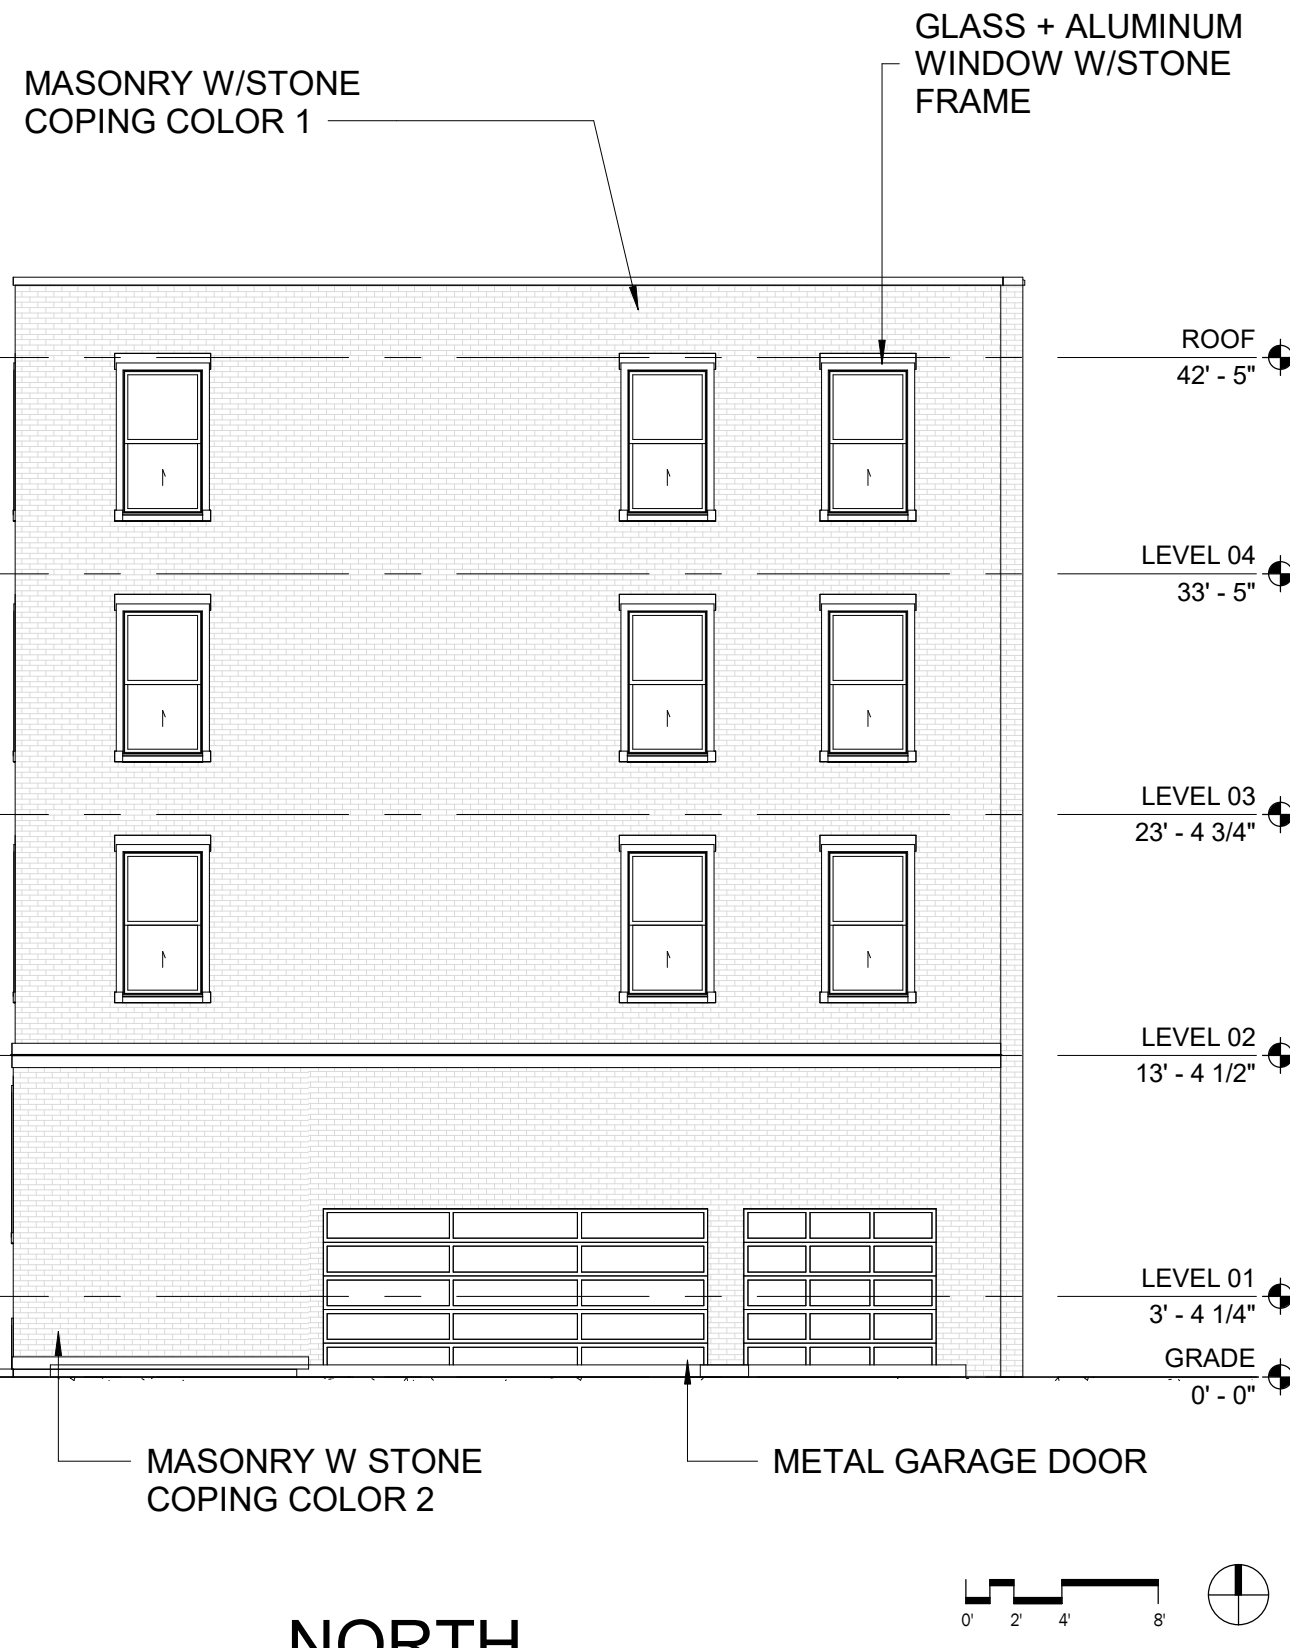 GLASS + ALUMINUM
WINDOW W/STONE
FRAME
MASONRY W/STONE
COPING COLOR 1
ROOF
42' - 5"
LEVEL 04
33' - 5"
LEVEL 03
23' - 4 3/4"
LEVEL 02
13' - 4 1/2"
LEVEL 01
3' - 4 1/4"
GRADE
0' - 0"
MASONRY W STONE
COPING COLOR 2
METAL GARAGE DOOR
0' 2' 4' 8'
NORTH